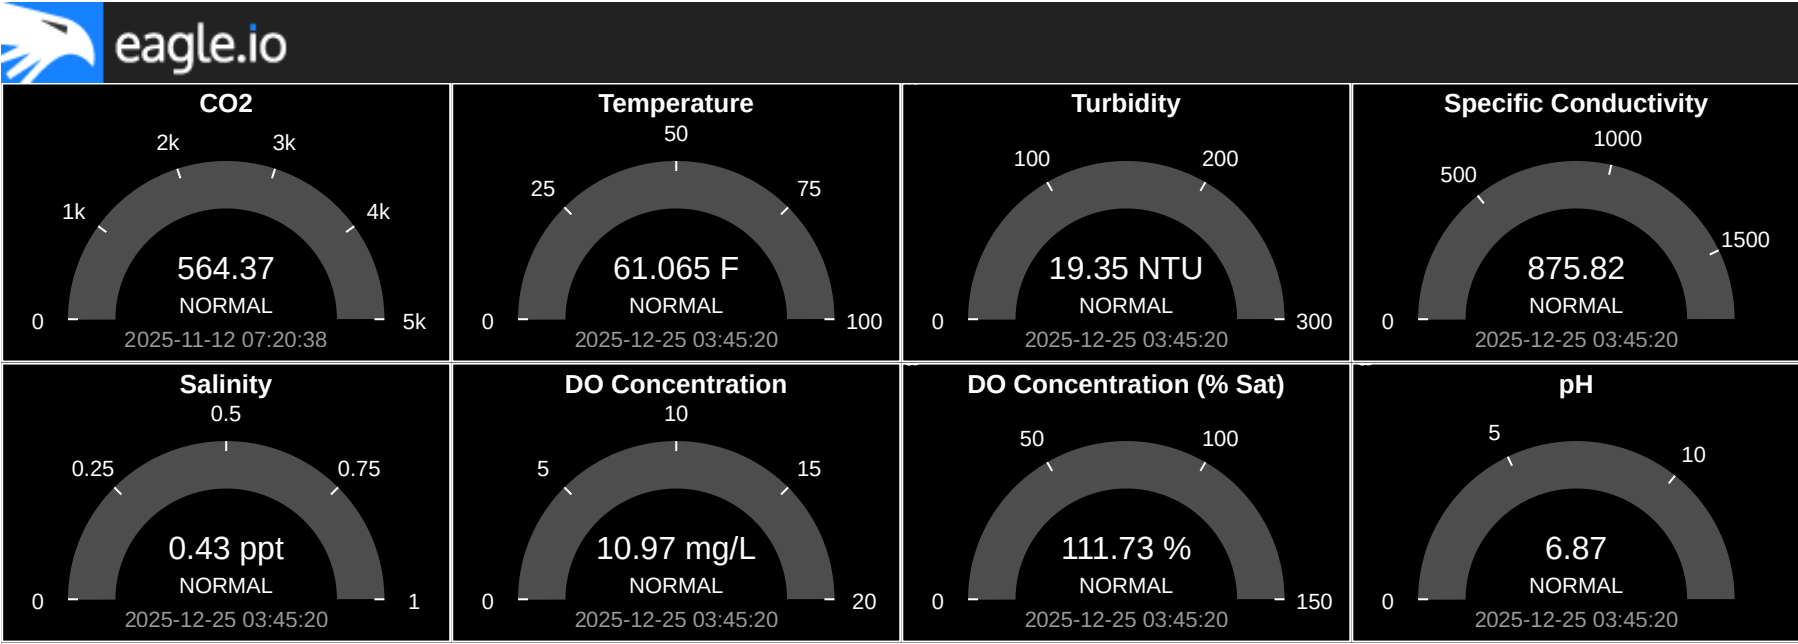 eagle.io
CO2
2k
3k
1k
4k
564.37
NORMAL
0
5k
2025-11-12 07:20:38
Temperature
50
25
75
61.065 F
NORMAL
0
100
2025-12-25 03:45:20
Turbidity
100
200
19.35 NTU
NORMAL
0
300
2025-12-25 03:45:20
Specific Conductivity
1000
500
1500
875.82
NORMAL
0
2025-12-25 03:45:20
Salinity
0.5
0.25
0.75
0.43 ppt
NORMAL
0
1
2025-12-25 03:45:20
DO Concentration
10
5
15
10.97 mg/L
NORMAL
0
20
2025-12-25 03:45:20
DO Concentration (% Sat)
50
100
111.73 %
NORMAL
0
150
2025-12-25 03:45:20
pH
5
10
6.87
NORMAL
0
2025-12-25 03:45:20